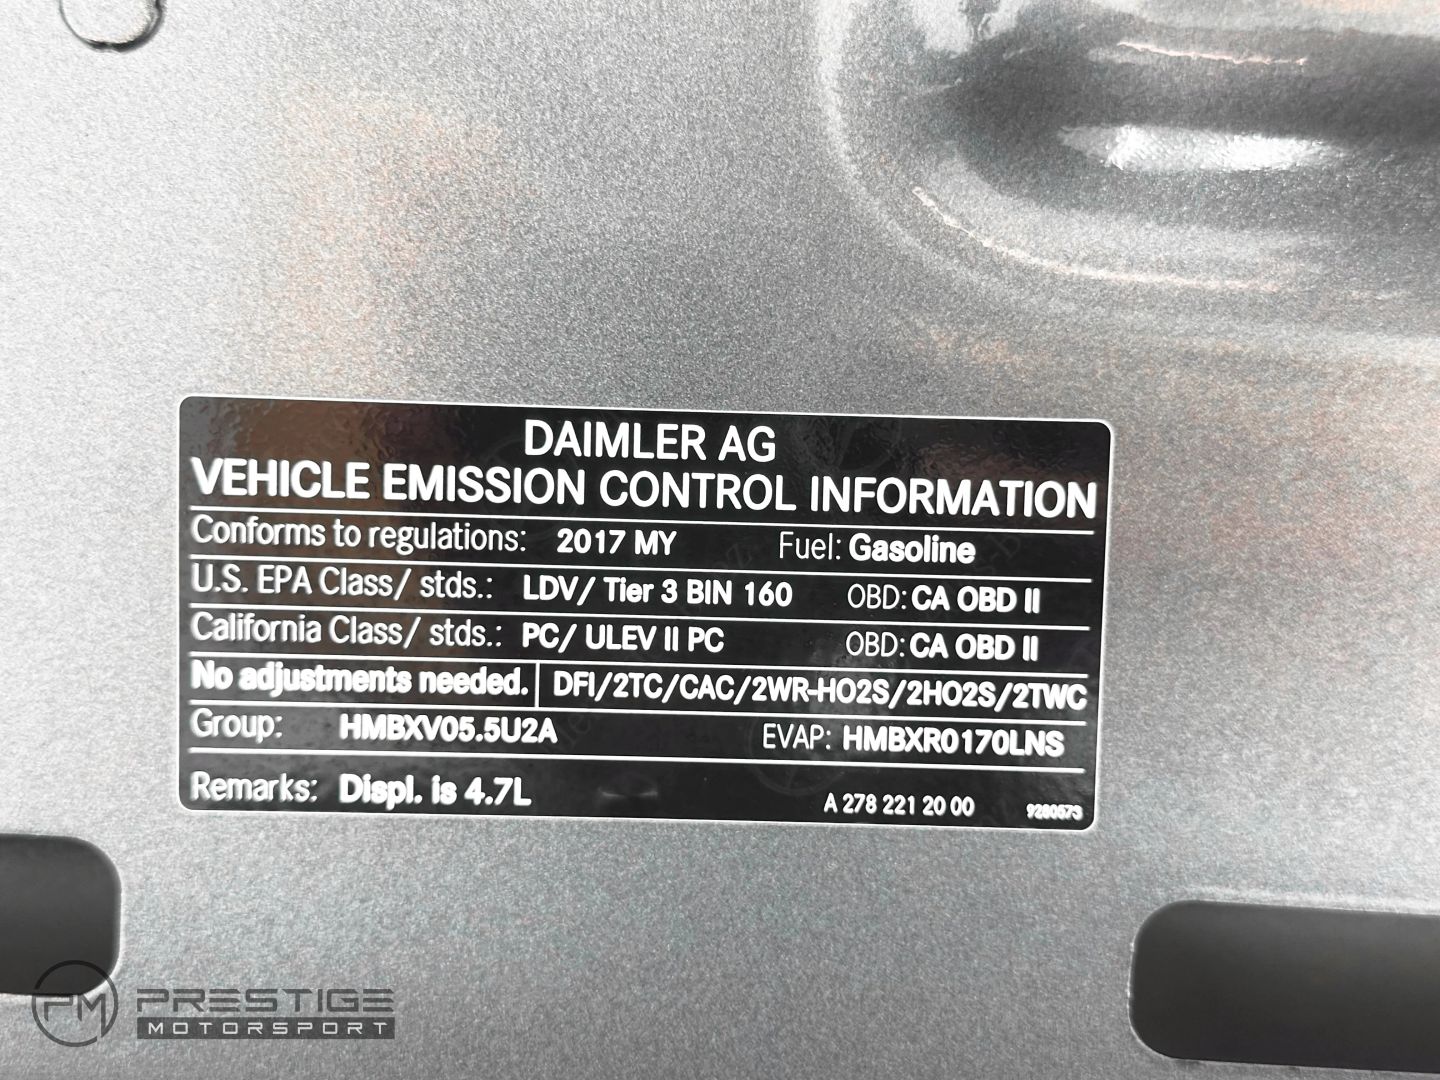 DAIMLER AG
VEHICLE EMISSION CONTROL INFORMATION
Conforms to regulations: 2017 MY Fuel: Gasoline
U.S. EPA Class/ stds.: LDV/ Tier 3 BIN 160 OBD: CA OBD II
California Class/ stds.: PC/ ULEV II PC OBD: CA OBD II
No adjustments needed. DFI/2TC/CAC/2WR-HO2S/2HO2S/2TWC
Group: HMBXV05.5U2A EVAP: HMBXR0170LNS
Remarks: Displ. is 4.7L A 278 221 20 00 9280573
PM PRESTIGE
MOTORSPORT